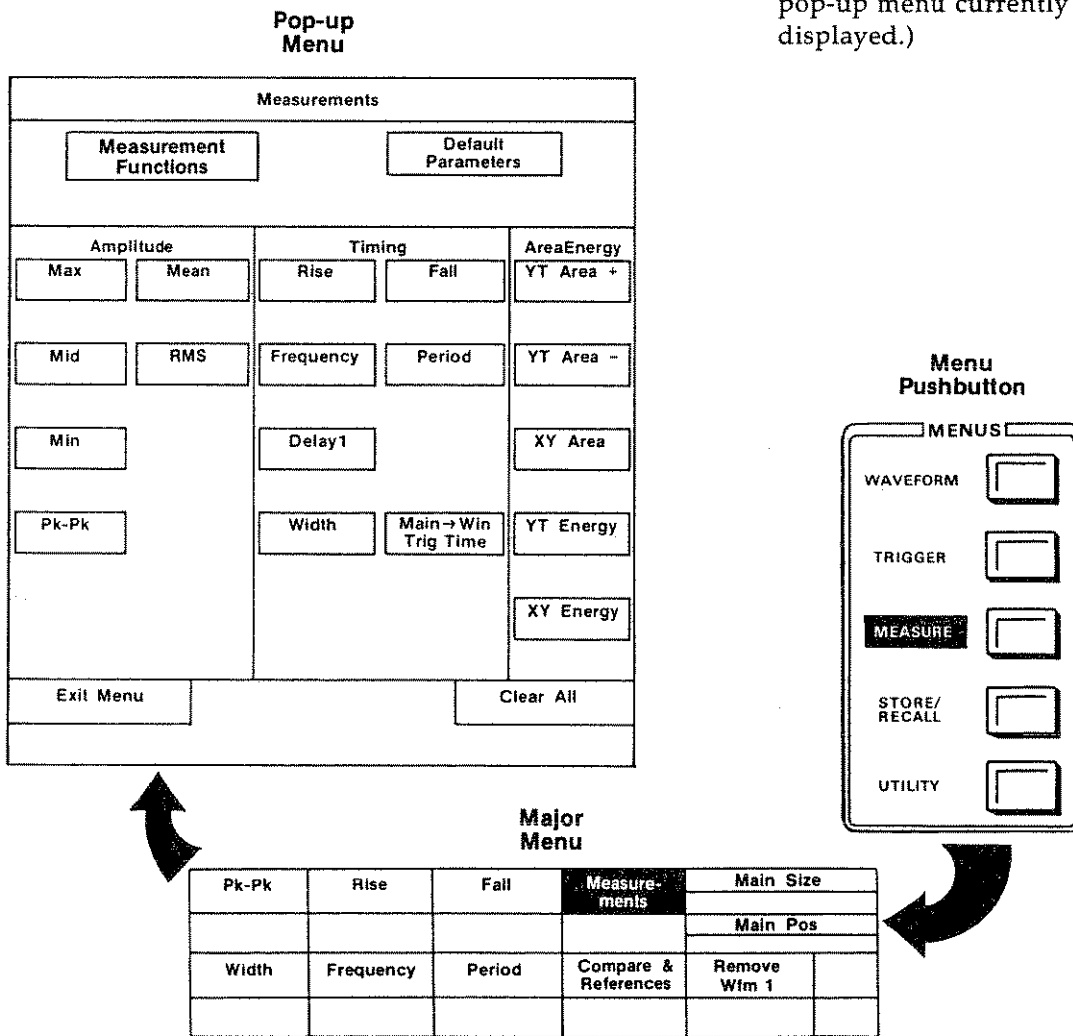 pop-up menu currently
displayed.)
Pop-up
Menu
Measurements
Measurement
Functions
Default
Parameters
Amplitude
Timing
AreaEnergy
Max
Mean
Rise
Fall
YT Area +
Mid
RMS
Frequency
Period
YT Area -
Min
Delay1
XY Area
Pk-Pk
Width
Main→Win
Trig Time
YT Energy
XY Energy
Exit Menu
Clear All
Menu
Pushbutton
MENUS
WAVEFORM
TRIGGER
MEASURE
STORE/
RECALL
UTILITY
Major
Menu
Pk-Pk
Rise
Fall
Measure-
ments
Main Size
Main Pos
Width
Frequency
Period
Compare &
References
Remove
Wfm 1